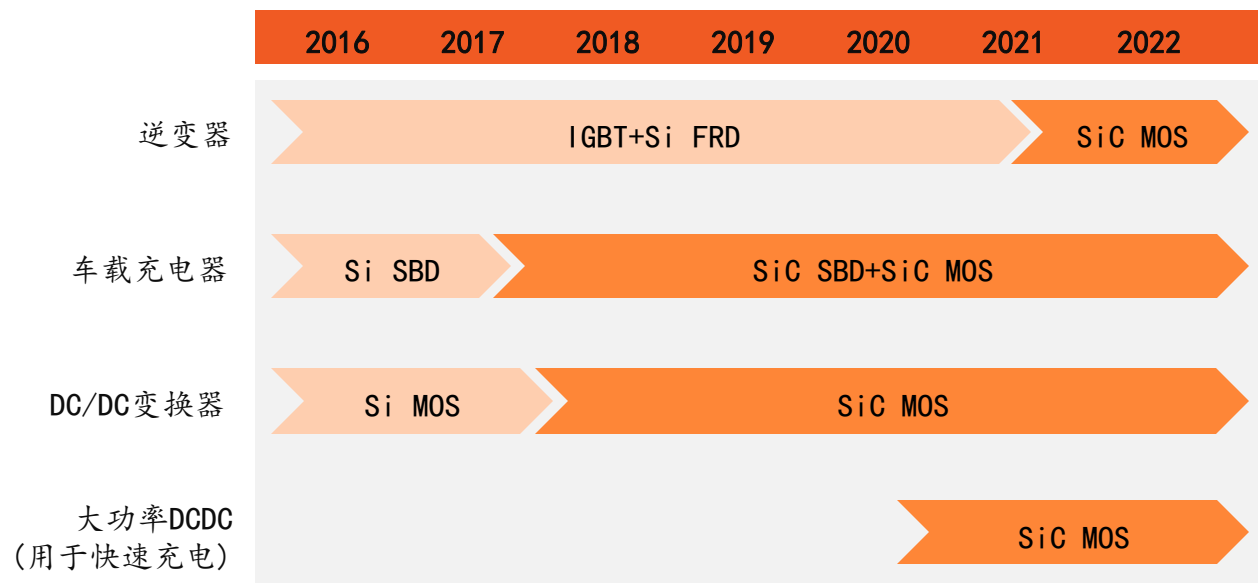 2016 2017 2018 2019 2020 2021 2022
逆变器 IGBT+Si FRD SiC MOS
车载充电器 Si SBD SiC SBD+SiC MOS
DC/DC变换器 Si MOS SiC MOS
大功率DCDC
(用于快速充电) SiC MOS